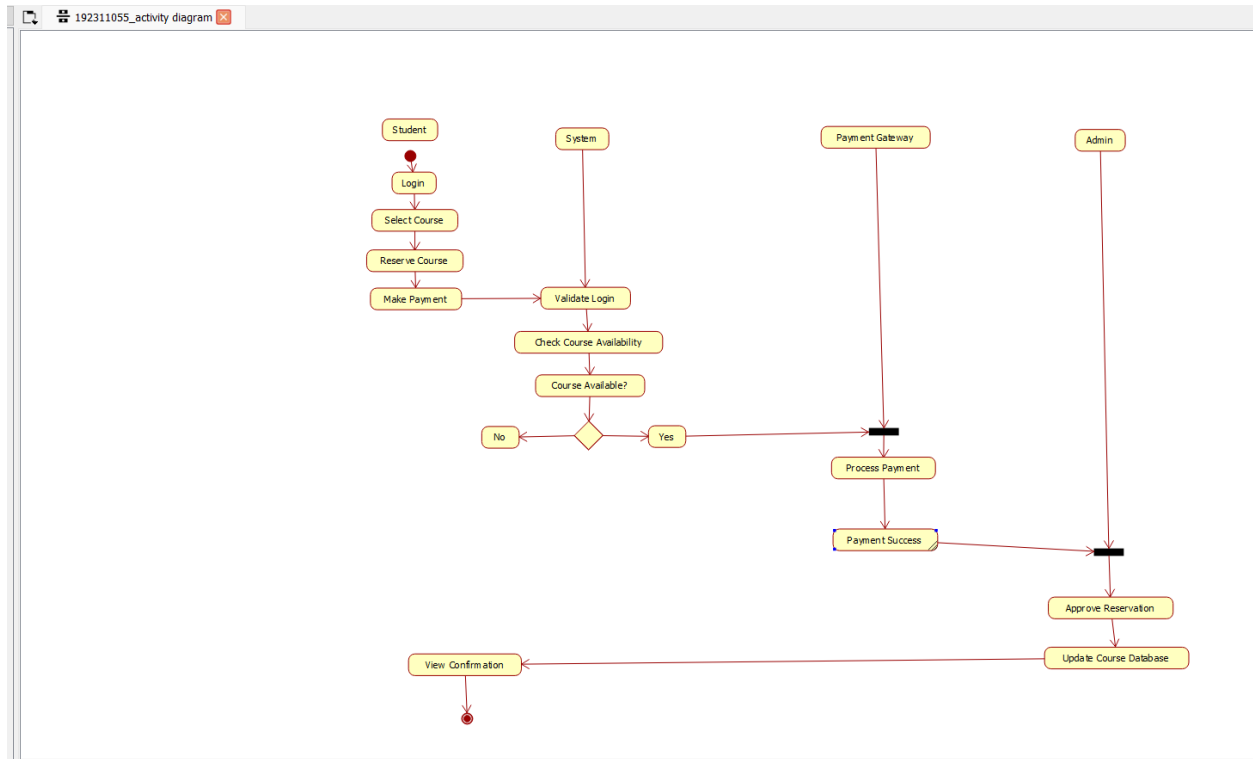 192311055_activity diagram
Student
System
Payment Gateway
Admin
Login
Select Course
Reserve Course
Make Payment
Validate Login
Check Course Availability
Course Available?
No
Yes
Process Payment
Payment Success
Approve Reservation
View Confirmation
Update Course Database